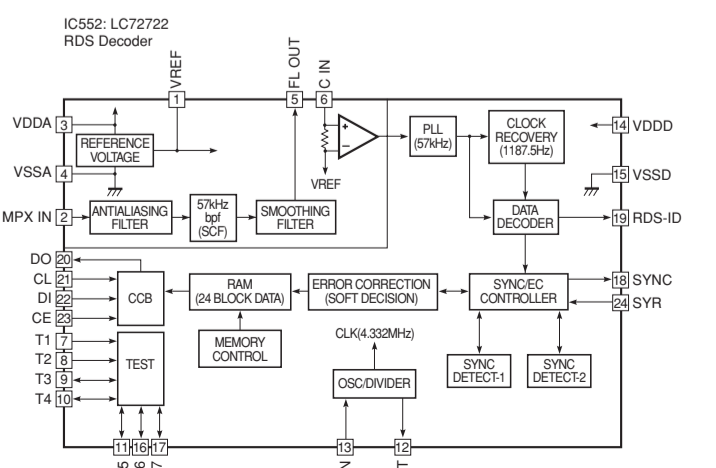 IC552: LC72722
RDS Decoder
VREF
FL OUT
C IN
1
5
6
VDDA 3
REFERENCE
VOLTAGE
VSSA 4
+
−
VREF
PLL
(57kHz)
CLOCK
RECOVERY
(1187.5Hz)
14 VDDD
15 VSSD
MPX IN 2
ANTIALIASING
FILTER
57kHz
bpf
(SCF)
SMOOTHING
FILTER
DATA
DECODER
19 RDS-ID
DO 20
CL 21
DI 22
CE 23
CCB
RAM
(24 BLOCK DATA)
ERROR CORRECTION
(SOFT DECISION)
SYNC/EC
CONTROLLER
18 SYNC
24 SYR
T1 7
T2 8
T3 9
T4 10
TEST
MEMORY
CONTROL
CLK(4.332MHz)
OSC/DIVIDER
SYNC
DETECT-1
SYNC
DETECT-2
11 16 17
13
12
5
6
7
N
T